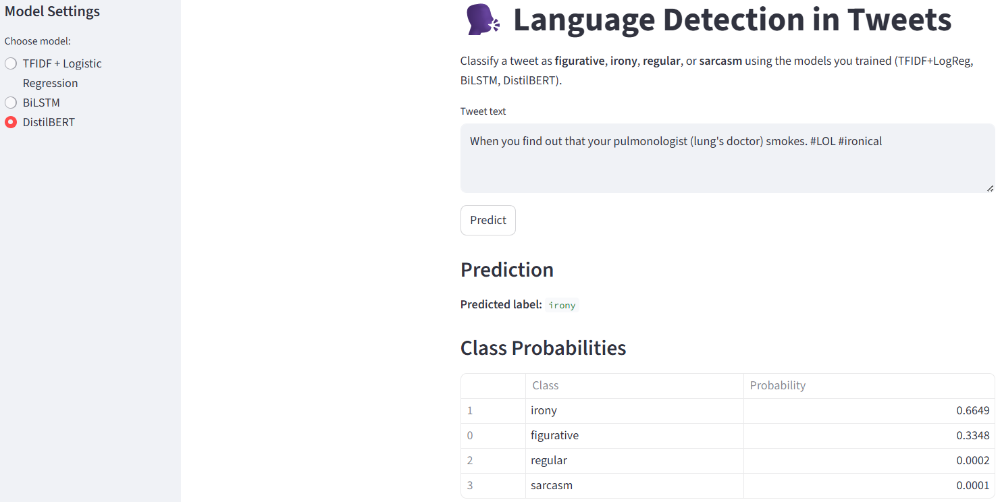 Model Settings
Choose model:
TFIDF + Logistic
Regression
BiLSTM
DistilBERT
Language Detection in Tweets
Classify a tweet as figurative, irony, regular, or sarcasm using the models you trained (TFIDF+LogReg,
BiLSTM, DistilBERT).
Tweet text
When you find out that your pulmonologist (lung's doctor) smokes. #LOL #ironical
Predict
Prediction
Predicted label: irony
Class Probabilities
Class Probability
1 irony 0.6649
0 figurative 0.3348
2 regular 0.0002
3 sarcasm 0.0001